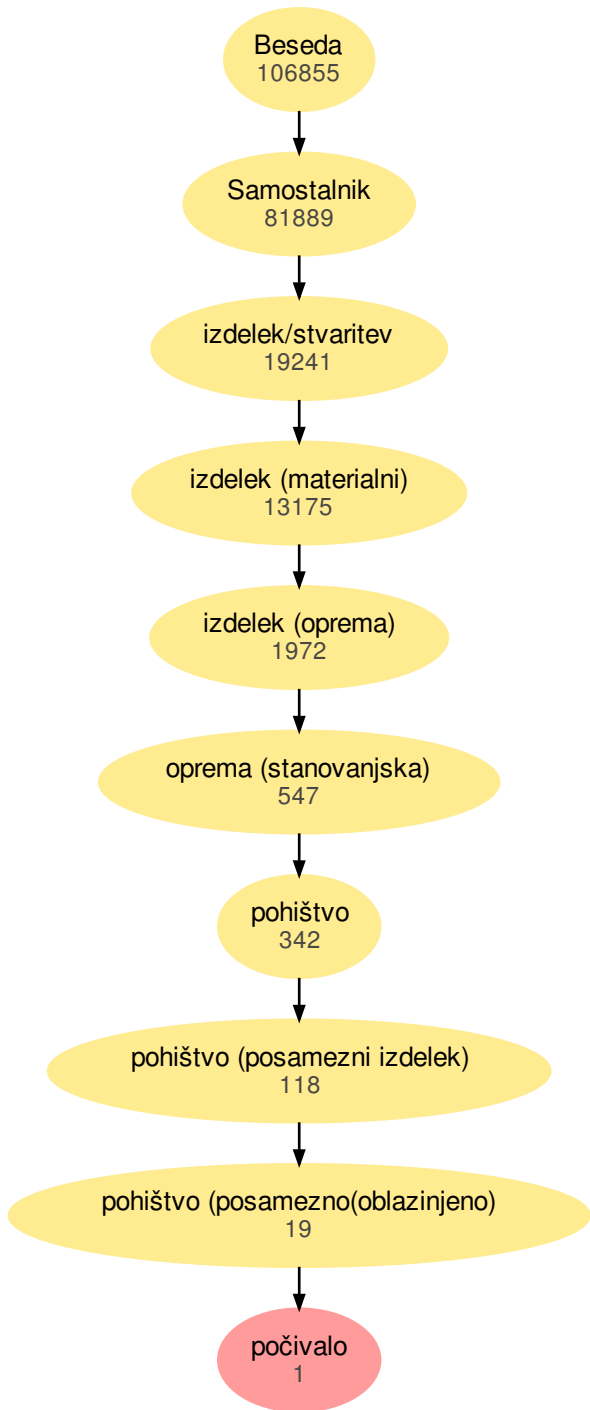 Beseda
106855
Samostalnik
81889
izdelek/stvaritev
19241
izdelek (materialni)
13175
izdelek (oprema)
1972
oprema (stanovanjska)
547
pohištvo
342
pohištvo (posamezni izdelek)
118
pohištvo (posamezno(oblazinjeno)
19
počivalo
1